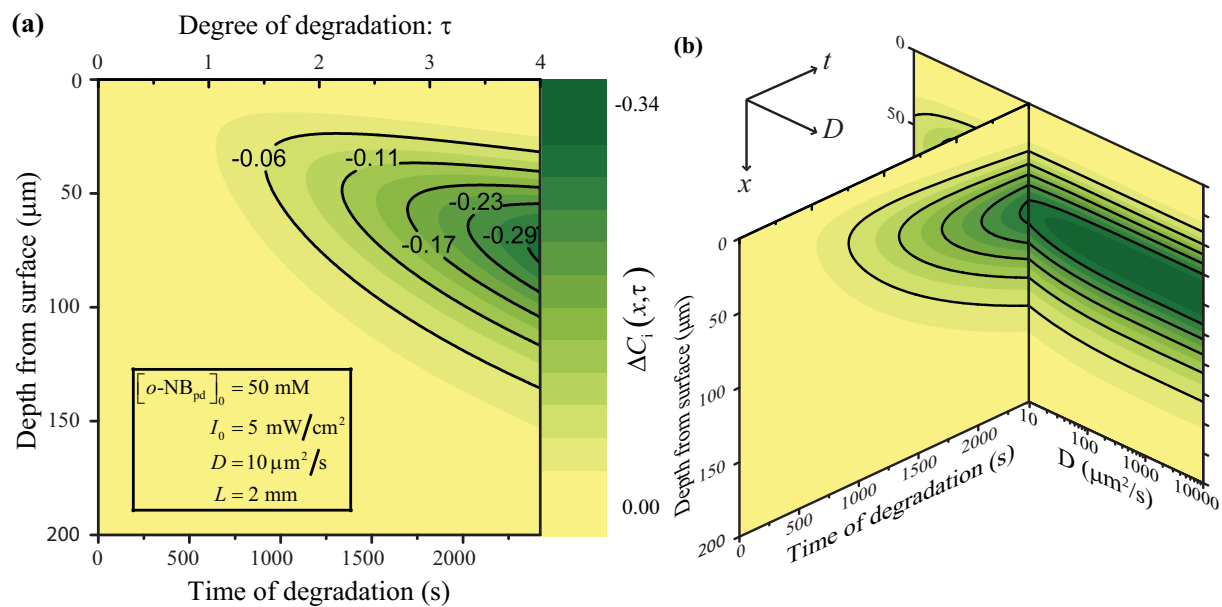 (a)
Degree of degradation: τ
0 1 2 3 4
0
50
100
150
200
Depth from surface (μm)
-0.06
-0.11
-0.23
-0.17
-0.29
[o-NBpd]0 = 50 mM
I0 = 5 mW/cm²
D = 10 μm²/s
L = 2 mm
0 500 1000 1500 2000
Time of degradation (s)
-0.34
ΔCi (x,τ)
0.00
(b)
t
D
x
0
50
0
50
100
150
200
Depth from surface (μm)
0 500 1000 1500 2000
Time of degradation (s)
10 100 1000 10000
D (μm²/s)